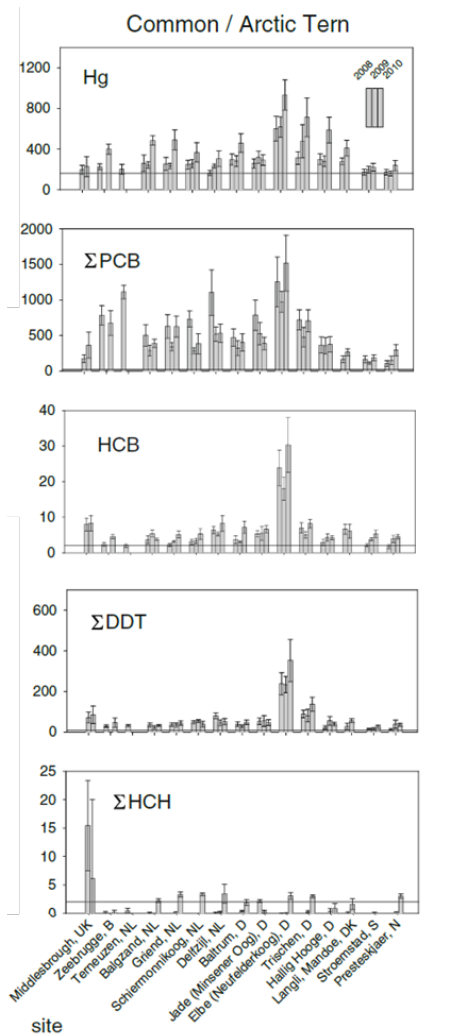 Common / Arctic Tern
2008
2009
2010
Hg
1200
800
400
0
ΣPCB
2000
1500
1000
500
0
HCB
40
30
20
10
0
ΣDDT
600
400
200
0
ΣHCH
25
20
15
10
5
0
Middlesbrough, UK
Zeebrugge, B
Terneuzen, NL
Balgzand, NL
Griend, NL
Schiermonnikoog, NL
Delfzijl, NL
Baltrum, D
Jade (Minsener Oog), D
Elbe (Neufelderkoog), D
Trischen, D
Hallig Hooge, D
Langli, Mandoe, DK
Stroemstad, S
Presteskjaer, N
site